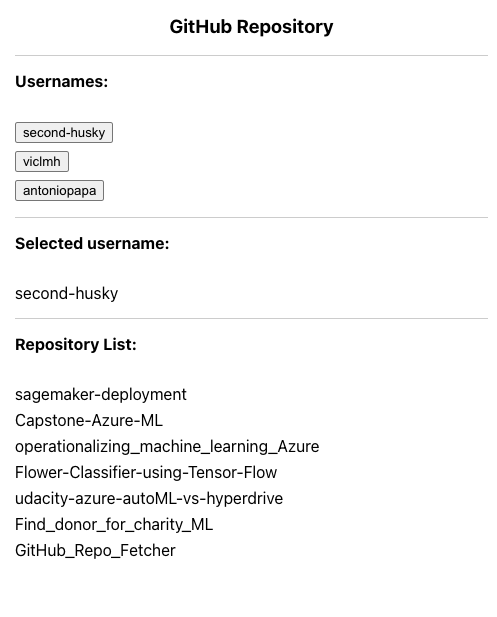 GitHub Repository
Usernames:
second-husky
viclmh
antoniopapa
Selected username:
second-husky
Repository List:
sagemaker-deployment
Capstone-Azure-ML
operationalizing_machine_learning_Azure
Flower-Classifier-using-Tensor-Flow
udacity-azure-autoML-vs-hyperdrive
Find_donor_for_charity_ML
GitHub_Repo_Fetcher